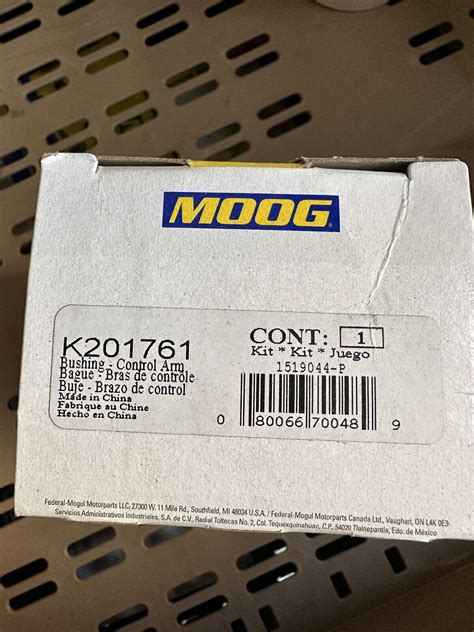 MOOG
K201761
Bushing - Control Arm
Bague - Bras de contrôle
Buje - Brazo de control
Made in China
Fabriqué au Chine
Hecho en China
CONT: 1
Kit * Kit * Juego
1519044-P
0 80066 70048 9
Federal-Mogul Motorparts LLC, 27300 W. 11 Mile Rd., Southfield, MI 48034 U.S.A. / Federal-Mogul Motorparts Canada Ltd., Vaughan, ON L4K 0E3
Servicios Administrativos Industriales, S.A. de C.V., Radial Toltecas No. 2, Col. Tequexquinahuac, C.P. 54020 Tlalnepantla, Edo. de México